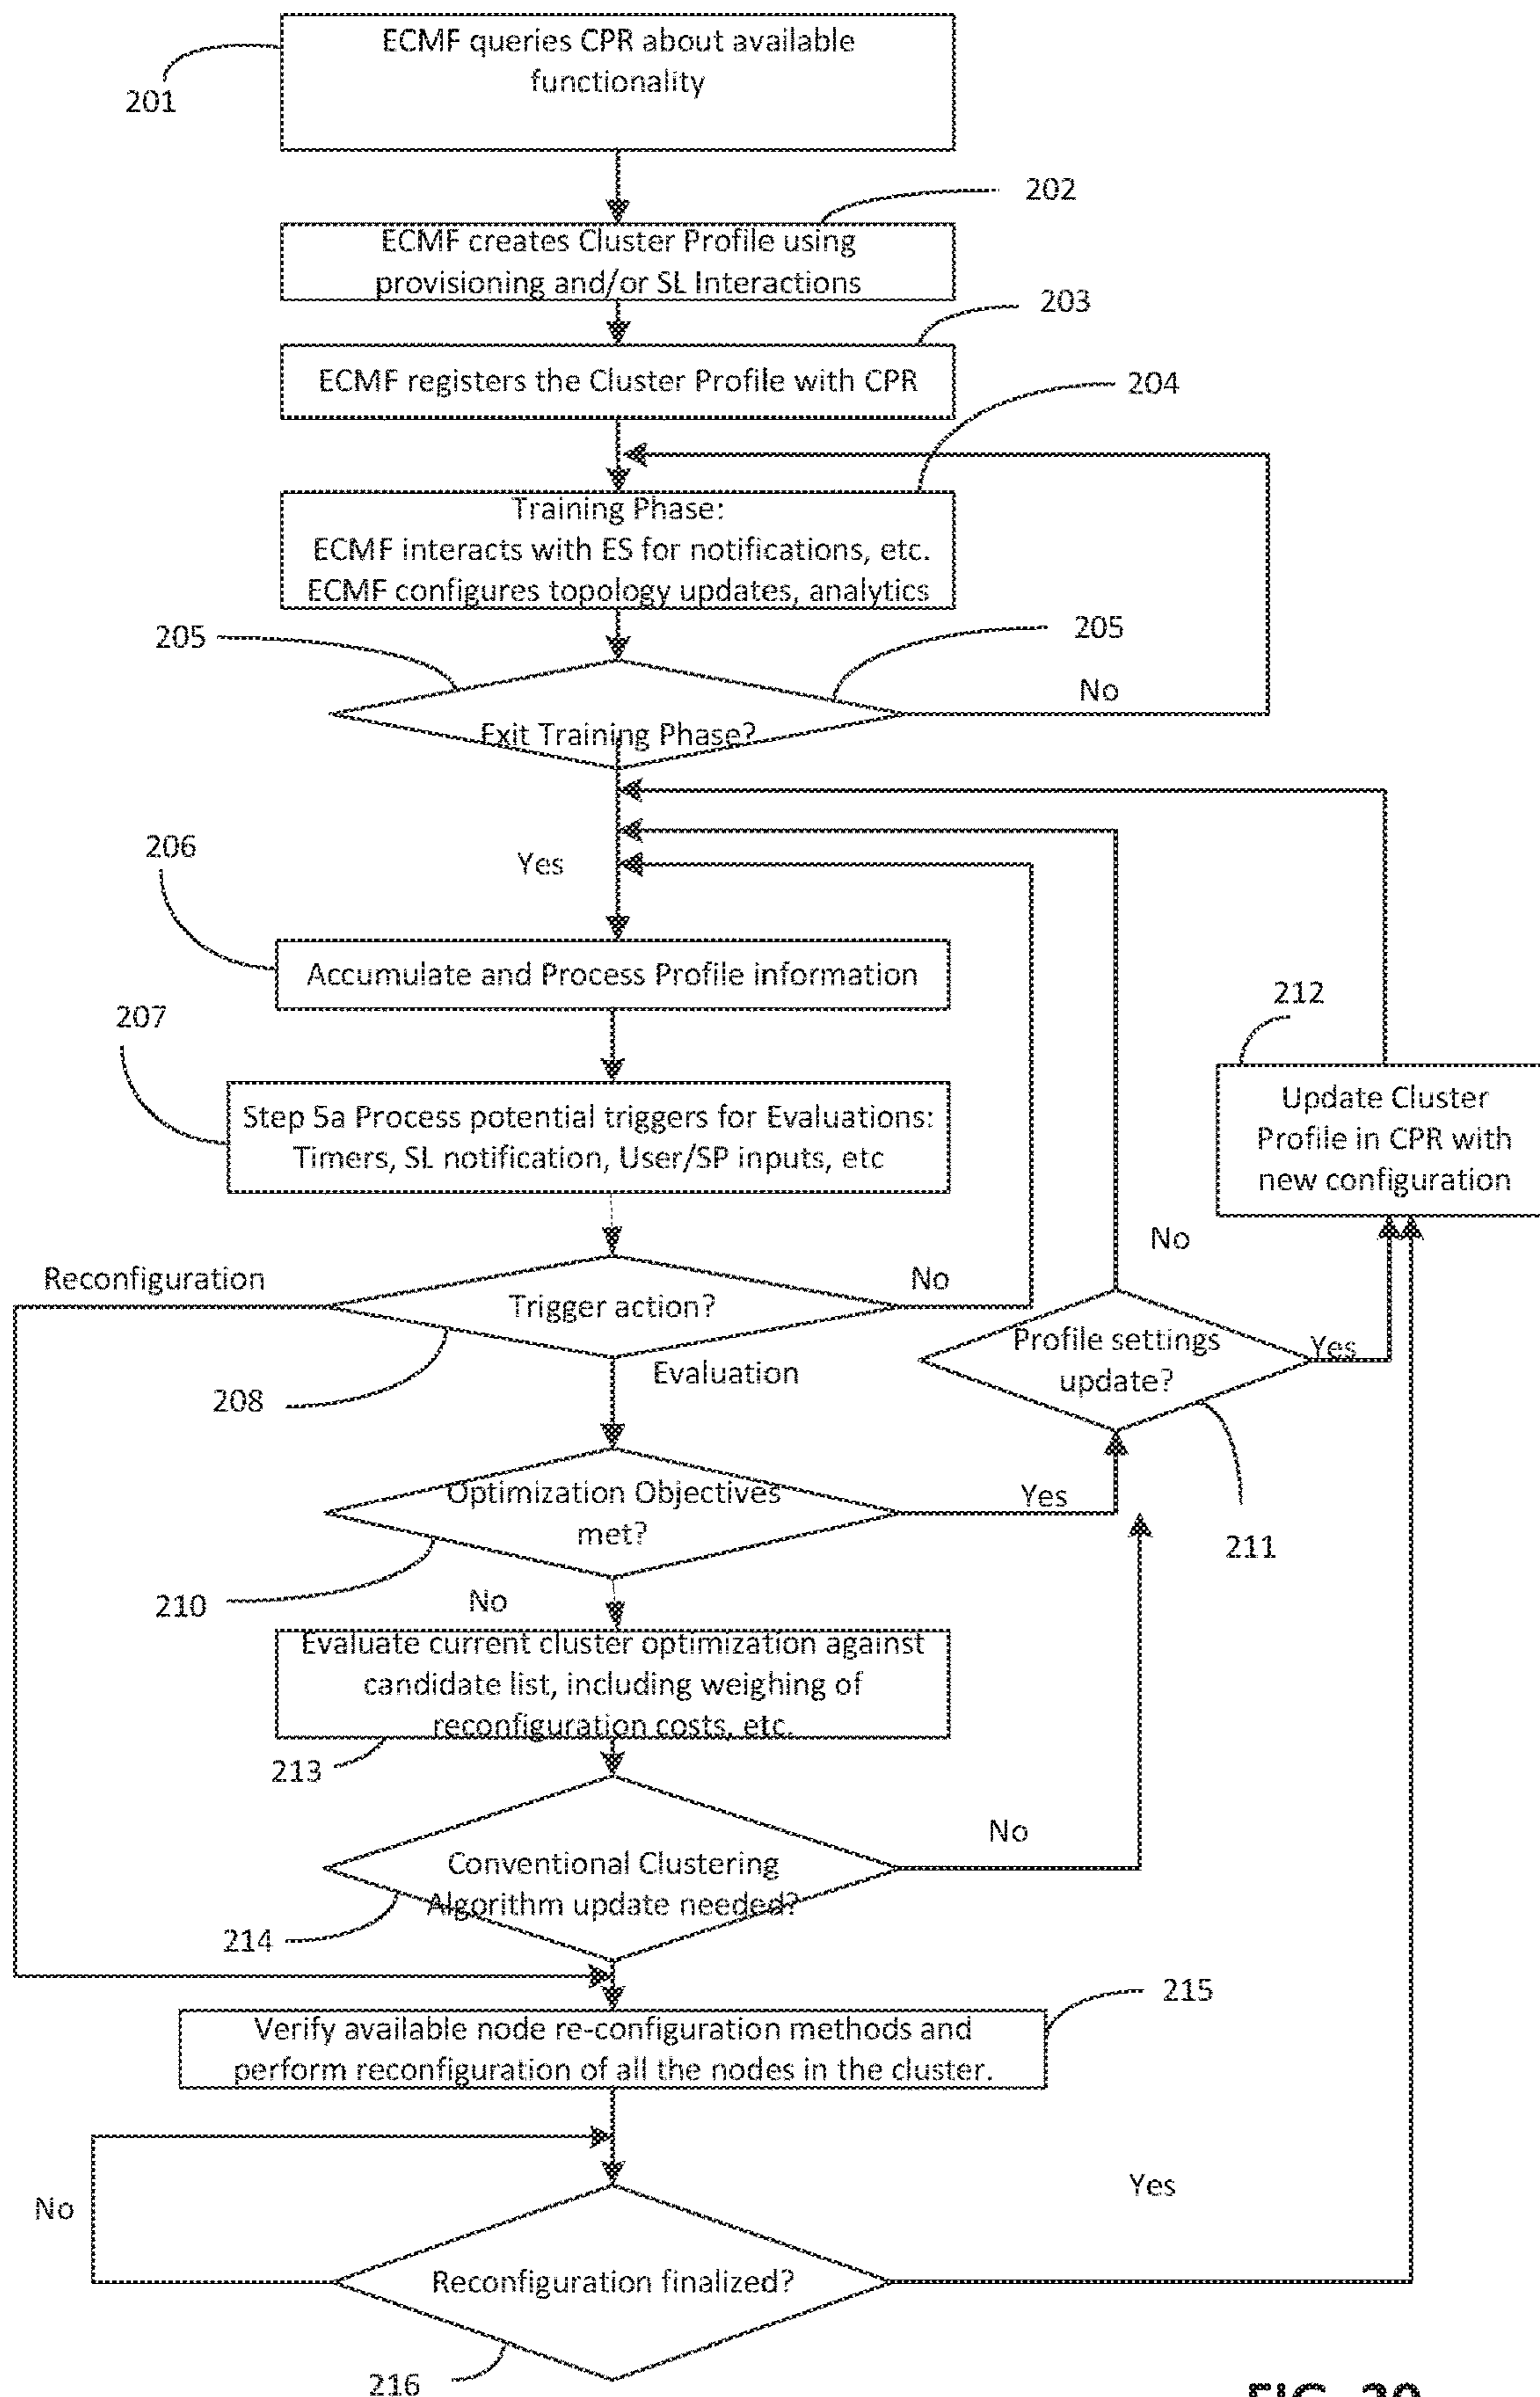 ECMF queries CPR about available
functionality
201
202
ECMF creates Cluster Profile using
provisioning and/or SL Interactions
203
ECMF registers the Cluster Profile with CPR
204
Training Phase:
ECMF interacts with ES for notifications, etc.
ECMF configures topology updates, analytics
205
205
No
Exit Training Phase?
206
Yes
Accumulate and Process Profile information
207
212
Step 5a Process potential triggers for Evaluations:
Timers, SL notification, User/SP inputs, etc
Update Cluster
Profile in CPR with
new configuration
No
Reconfiguration
No
Trigger action?
Profile settings
update?
Yes
Evaluation
208
Optimization Objectives
met?
Yes
211
210
No
Evaluate current cluster optimization against
candidate list, including weighing of
reconfiguration costs, etc.
213
No
Conventional Clustering
Algorithm update needed?
214
215
Verify available node re-configuration methods and
perform reconfiguration of all the nodes in the cluster.
Yes
No
Reconfiguration finalized?
216